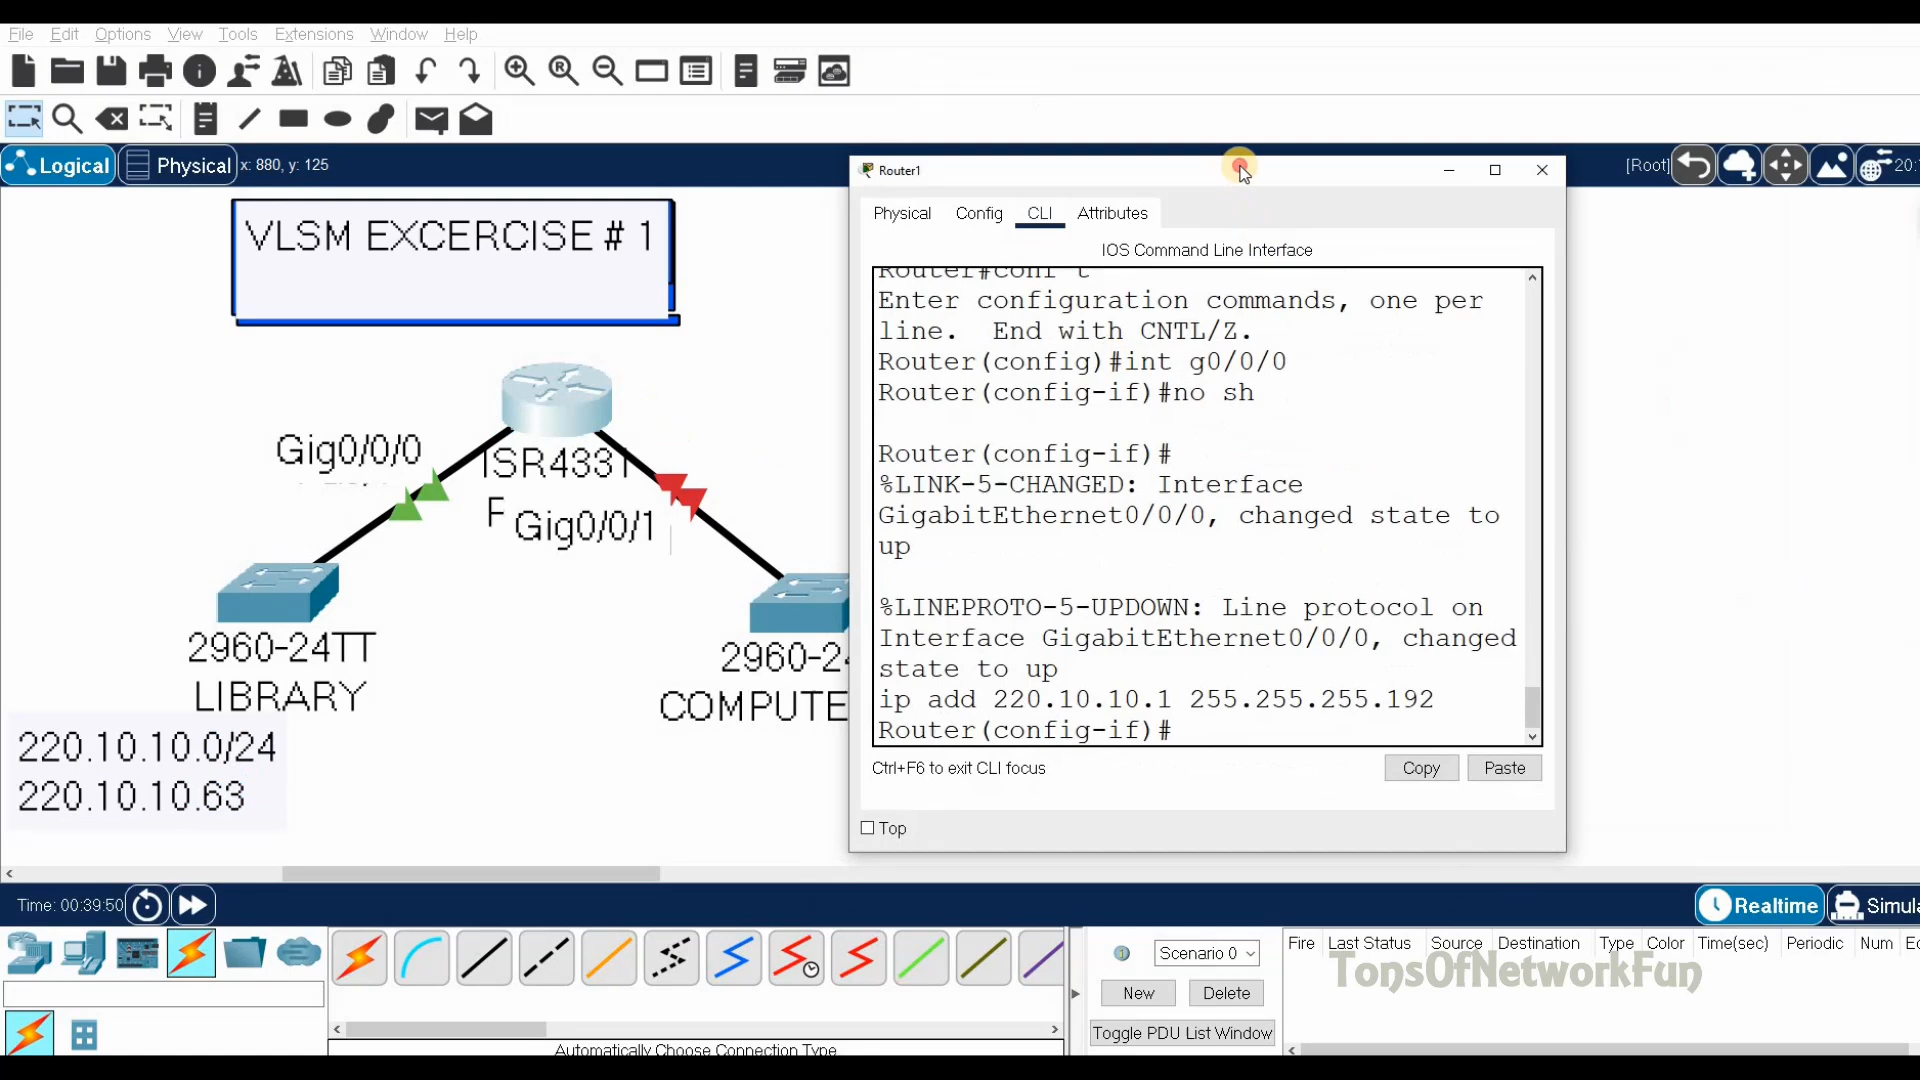 File Edit Options View Tools Extensions Window Help
Logical Physical x: 880, y: 125
[Root] 20:
VLSM EXCERCISE # 1
Router1
Physical Config CLI Attributes
IOS Command Line Interface
Router#conf t
Enter configuration commands, one per
line. End with CNTL/Z.
Router(config)#int g0/0/0
Router(config-if)#no sh
Router(config-if)#
%LINK-5-CHANGED: Interface
GigabitEthernet0/0/0, changed state to
up
%LINEPROTO-5-UPDOWN: Line protocol on
Interface GigabitEthernet0/0/0, changed
state to up
ip add 220.10.10.1 255.255.255.192
Router(config-if)#
Ctrl+F6 to exit CLI focus
Copy Paste
Top
Gig0/0/0
ISR4331
Gig0/0/1
2960-24TT
LIBRARY
2960-24
COMPUTE
220.10.10.0/24
220.10.10.63
Time: 00:39:50
Realtime Simula
Scenario 0
New Delete
Toggle PDU List Window
Fire Last Status Source Destination Type Color Time(sec) Periodic Num
TonsOfNetworkFun
Automatically Choose Connection Type